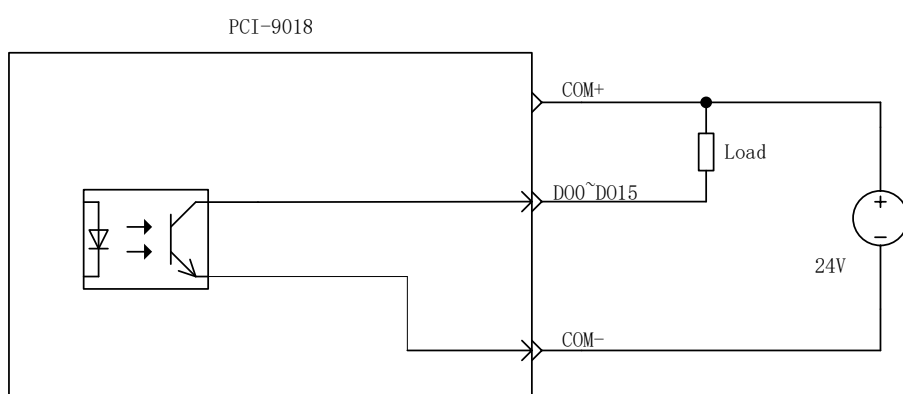 PCI-9018
COM+
Load
DO0~DO15
+
-
24V
COM-